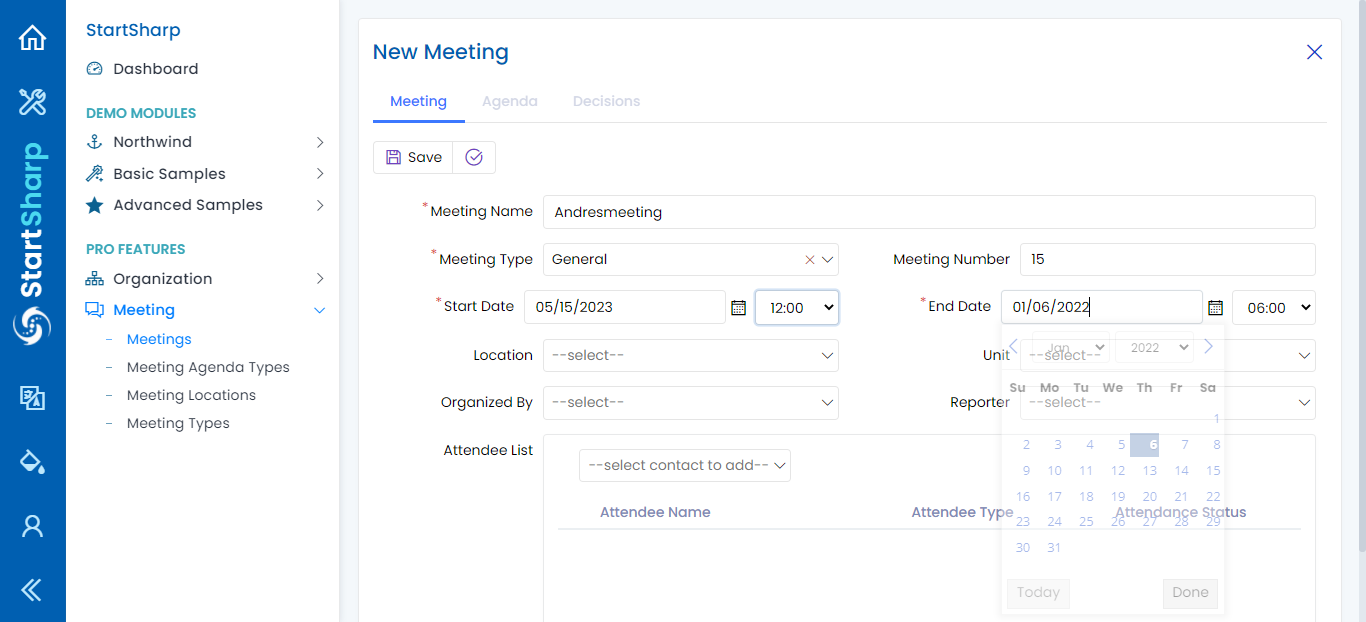 StartSharp
StartSharp
Dashboard
DEMO MODULES
Northwind
Basic Samples
Advanced Samples
PRO FEATURES
Organization
Meeting
Meetings
Meeting Agenda Types
Meeting Locations
Meeting Types
New Meeting
Meeting Agenda Decisions
Save
*Meeting Name Andresmeeting
*Meeting Type General Meeting Number 15
*Start Date 05/15/2023 12:00 *End Date 01/06/2022 06:00
Location --select-- Unit --select--
Organized By --select-- Reporter --select--
Attendee List
--select contact to add--
Attendee Name Attendee Type Attendance Status
Jan 2022
Su Mo Tu We Th Fr Sa
1
2 3 4 5 6 7 8
9 10 11 12 13 14 15
16 17 18 19 20 21 22
23 24 25 26 27 28 29
30 31
Today Done